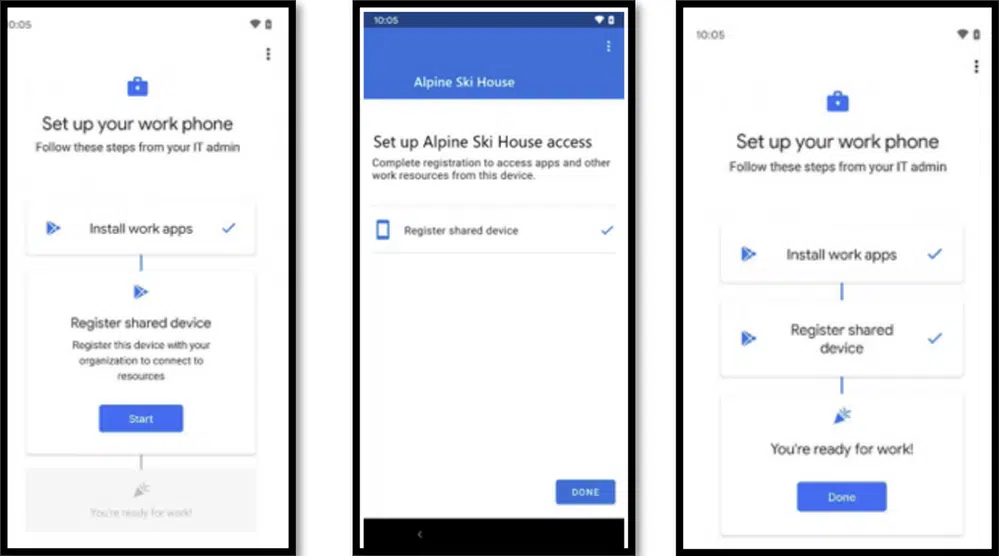 0:05
Set up your work phone
Follow these steps from your IT admin
Install work apps
Register shared device
Register this device with your
organization to connect to
resources
Start
You're ready for work!
10:05
Alpine Ski House
Set up Alpine Ski House access
Complete registration to access apps and other
work resources from this device.
Register shared device
DONE
10:05
Set up your work phone
Follow these steps from your IT admin
Install work apps
Register shared
device
You're ready for work!
Done